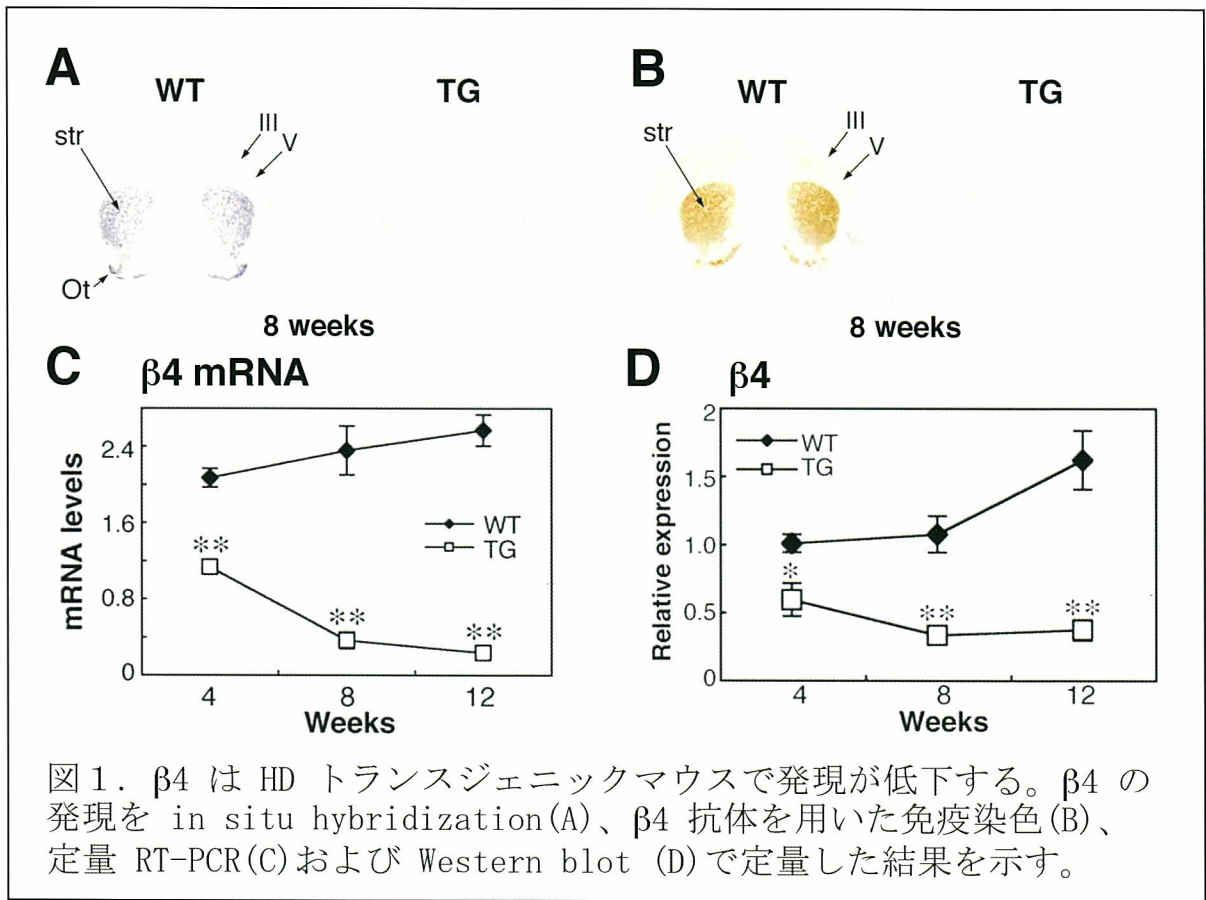 A
WT
TG
str
III
V
Ot
8 weeks
B
WT
TG
str
III
V
8 weeks
C
β4 mRNA
mRNA levels
2.4
1.6
0.8
0
WT
TG
**
**
**
4
8
12
Weeks
D
β4
Relative expression
2
1.5
1.0
0.5
0
WT
TG
*
**
**
4
8
12
Weeks
図1. β4 は HD トランスジェニックマウスで発現が低下する。β4 の
発現を in situ hybridization(A)、β4 抗体を用いた免疫染色(B)、
定量 RT-PCR(C)および Western blot (D)で定量した結果を示す。